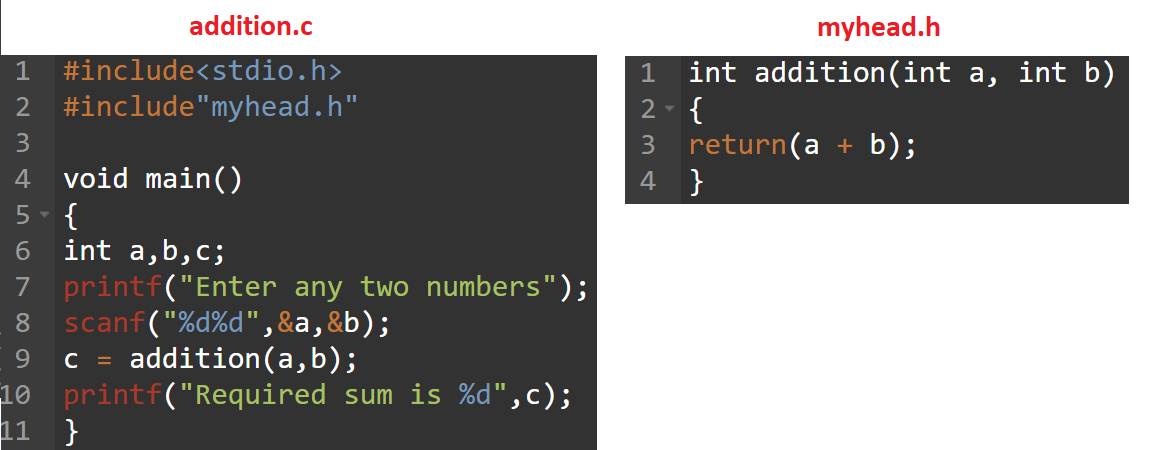 addition.c
1 #include<stdio.h>
2 #include"myhead.h"
3
4 void main()
5 {
6 int a,b,c;
7 printf("Enter any two numbers");
8 scanf("%d%d",&a,&b);
9 c = addition(a,b);
10 printf("Required sum is %d",c);
11 }
myhead.h
1 int addition(int a, int b)
2 {
3 return(a + b);
4 }